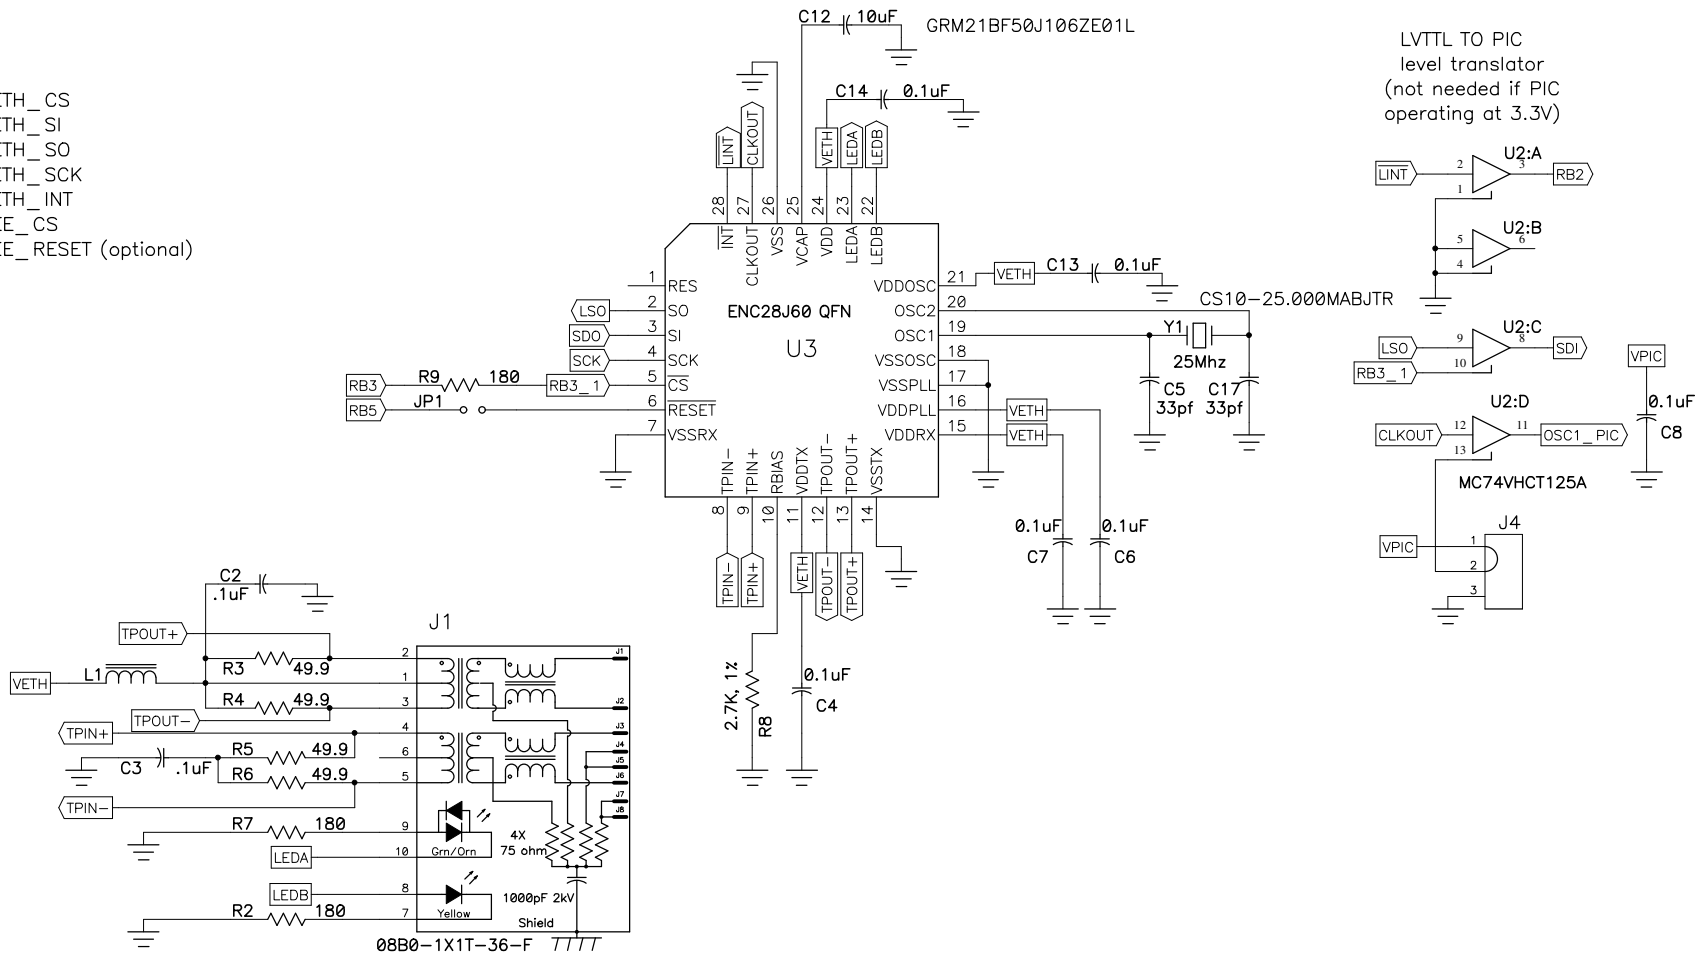 C12 10uF
GRM21BF50J106ZE01L
C14 0.1uF
ETH_CS
ETH_SI
ETH_SO
ETH_SCK
ETH_INT
EE_CS
EE_RESET (optional)
LINT
CLKOUT
VETH
LEDA
LEDB
28 27 26 25 24 23 22
INT
CLKOUT
VSS
VCAP
VDD
LEDA
LEDB
1 RES
LSO 2 SO
SDO 3 SI
SCK 4 SCK
RB3 R9 180 RB3_1 5 CS
RB5 JP1 6 RESET
7 VSSRX
ENC28J60 QFN
U3
VDDOSC 21 VETH C13 0.1uF
OSC2 20
OSC1 19
VSSOSC 18
VSSPLL 17
VDDPLL 16 VETH
VDDRX 15 VETH
CS10-25.000MABJTR
Y1
25Mhz
C5 33pf
C17 33pf
TPIN-
TPIN+
RBIAS
VDDTX
TPOUT-
TPOUT+
VSSTX
8 9 10 11 12 13 14
TPIN-
TPIN+
VETH
TPOUT-
TPOUT+
0.1uF C7
0.1uF C6
2.7K, 1% R8
0.1uF C4
LVTTL TO PIC
level translator
(not needed if PIC
operating at 3.3V)
U2:A
LINT 2 3 RB2
1
U2:B
5 6
4
U2:C
LSO 9 8 SDI
RB3_1 10
U2:D
CLKOUT 12 11 OSC1_PIC
13
MC74VHCT125A
VPIC
0.1uF
C8
J4
VPIC 1
2
3
C2
.1uF
J1
TPOUT+
VETH L1
R3 49.9 2
1
R4 49.9 3
TPOUT-
TPIN+ 4
C3 .1uF
R5 49.9 6
R6 49.9 5
TPIN-
R7 180 9
LEDA 10
LEDB 8
R2 180 7
J1
J2
J3
J4
J5
J6
J7
J8
Grn/Orn
4X
75 ohm
Yellow
1000pF 2kV
Shield
08B0-1X1T-36-F